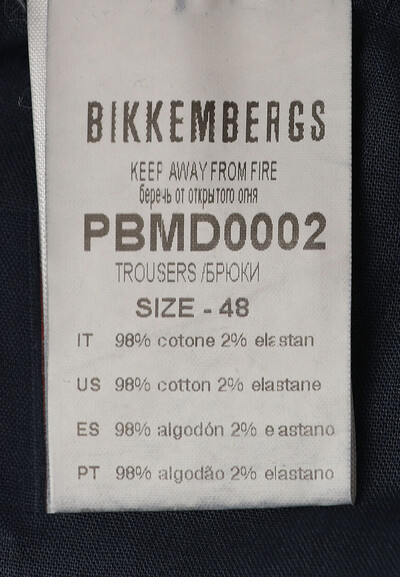 BIKKEMBERGS
KEEP AWAY FROM FIRE
беречь от открытого огня
PBMD0002
TROUSERS /БРЮКИ
SIZE - 48
IT 98% cotone 2% elastan
US 98% cotton 2% elastane
ES 98% algodón 2% elastano
PT 98% algodão 2% elastano